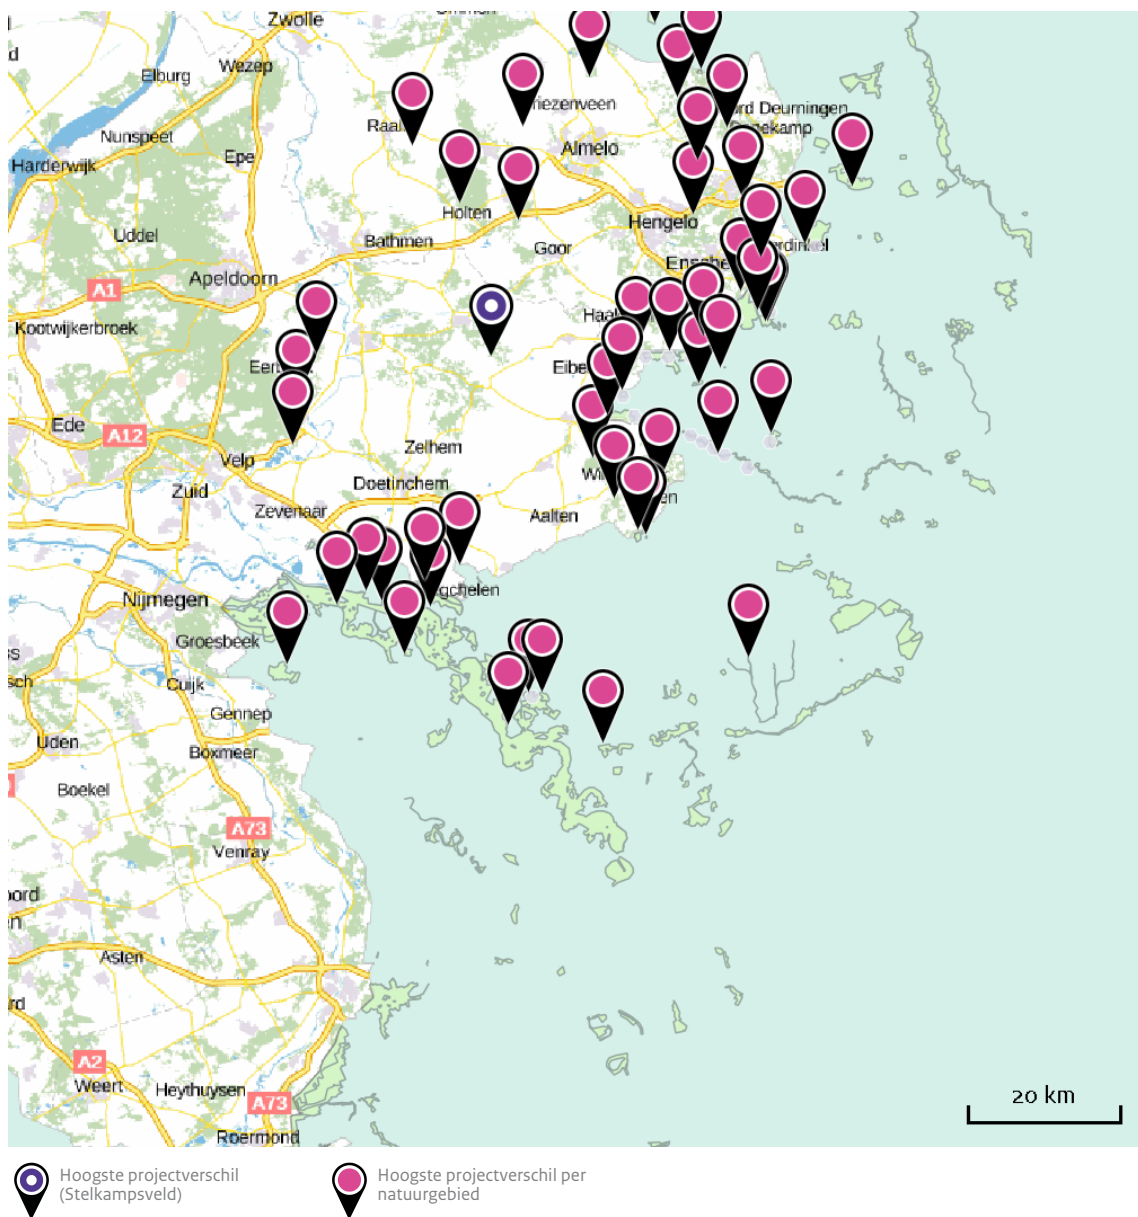 Zwolle
Wezep
Elburg
Nunspeet
Harderwijk
Epe
Almelo
Holten
Hengelo
Uddel
Bathmen
Goor
Apeldoorn
A1
Kootwijkerbroek
Ede
A12
Velp
Zelhem
Zuid
Doetinchem
Zevenaar
Aalten
Nijmegen
Groesbeek
Cuijk
Gennep
Uden
Boxmeer
Boekel
A73
Venray
Asten
A2
Weert
Heythuysen
A73
Roermond
20 km
Hoogste projectverschil
(Stelkampsveld)
Hoogste projectverschil per
natuurgebied